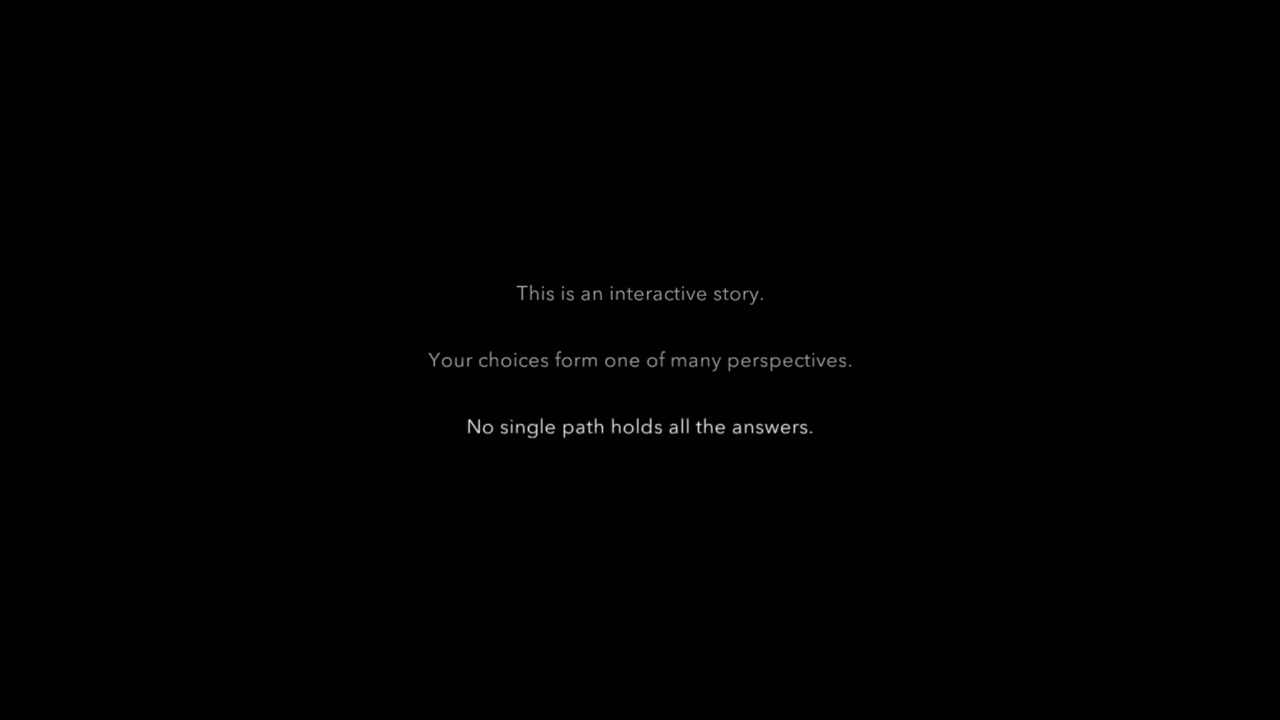 This is an interactive story.
Your choices form one of many perspectives.
No single path holds all the answers.